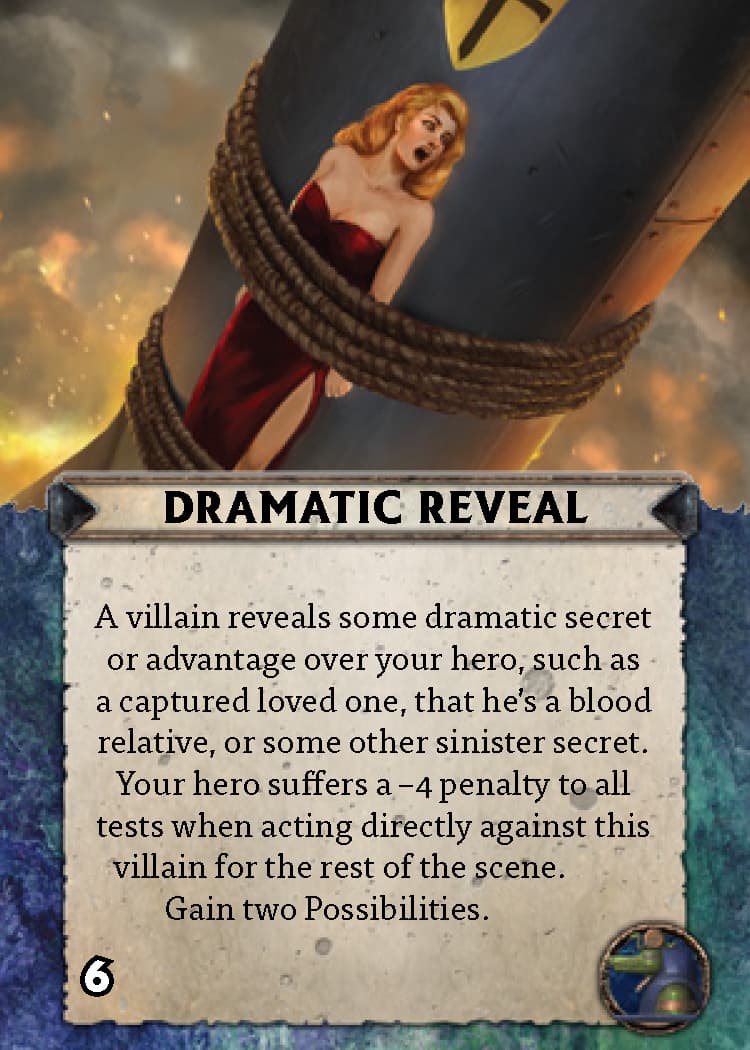 DRAMATIC REVEAL
A villain reveals some dramatic secret
or advantage over your hero, such as
a captured loved one, that he's a blood
relative, or some other sinister secret.
Your hero suffers a –4 penalty to all
tests when acting directly against this
villain for the rest of the scene.
Gain two Possibilities.
6